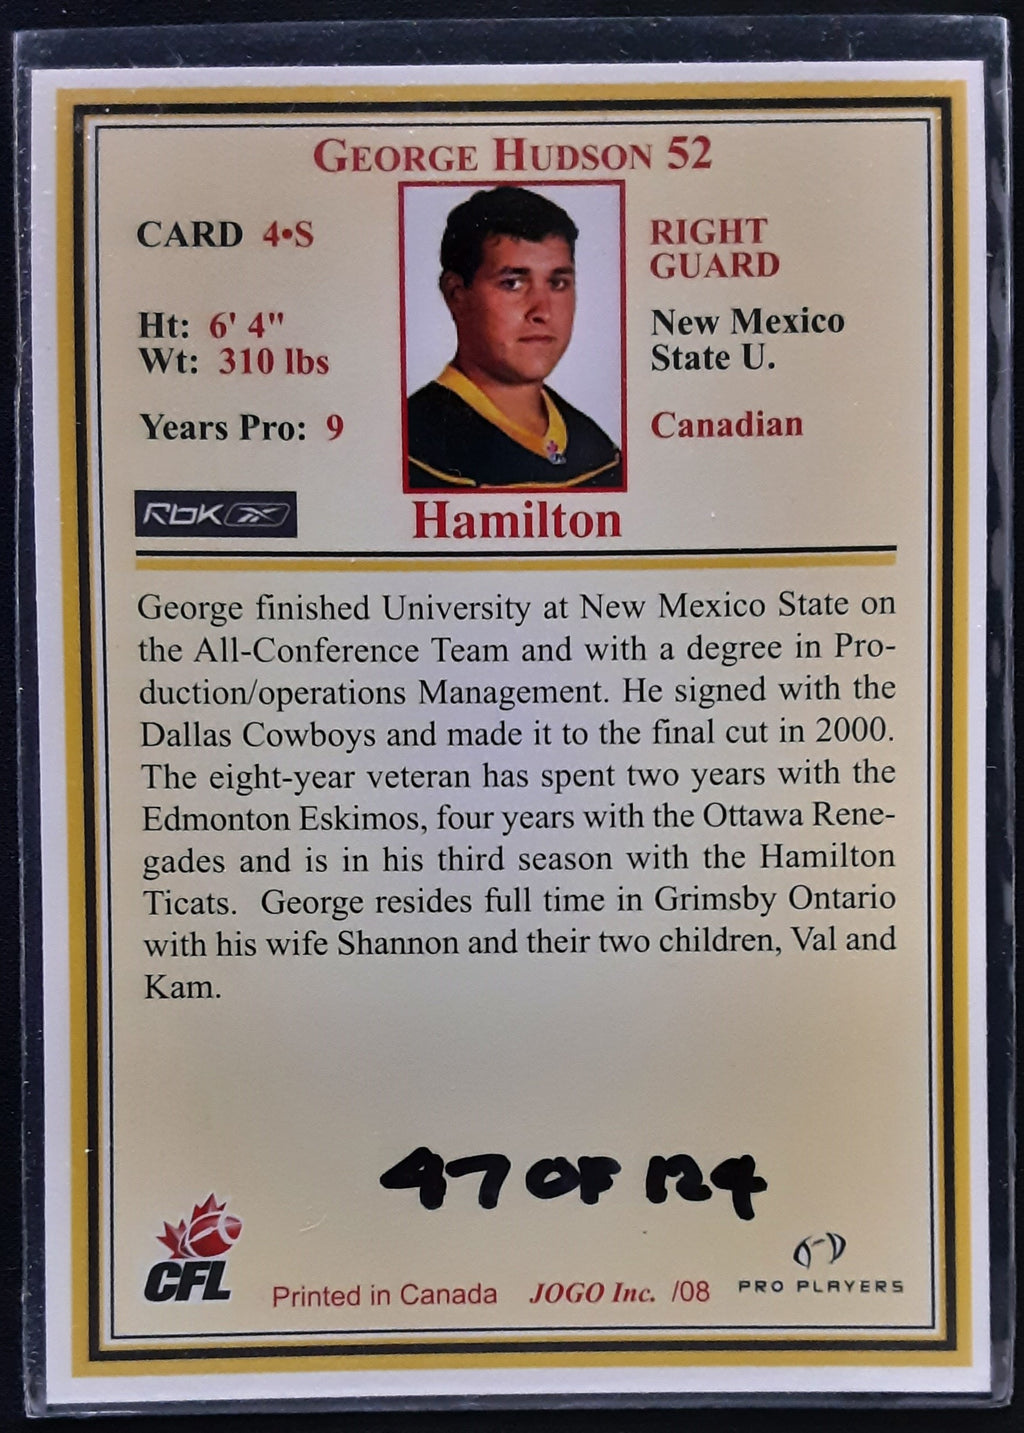 GEORGE HUDSON 52
CARD 4•S
RIGHT
GUARD
Ht: 6' 4"
Wt: 310 lbs
New Mexico
State U.
Years Pro: 9
Canadian
RbK
Hamilton
George finished University at New Mexico State on
the All-Conference Team and with a degree in Pro-
duction/operations Management. He signed with the
Dallas Cowboys and made it to the final cut in 2000.
The eight-year veteran has spent two years with the
Edmonton Eskimos, four years with the Ottawa Rene-
gades and is in his third season with the Hamilton
Ticats. George resides full time in Grimsby Ontario
with his wife Shannon and their two children, Val and
Kam.
47 OF 124
CFL
Printed in Canada JOGO Inc. /08
PRO PLAYERS